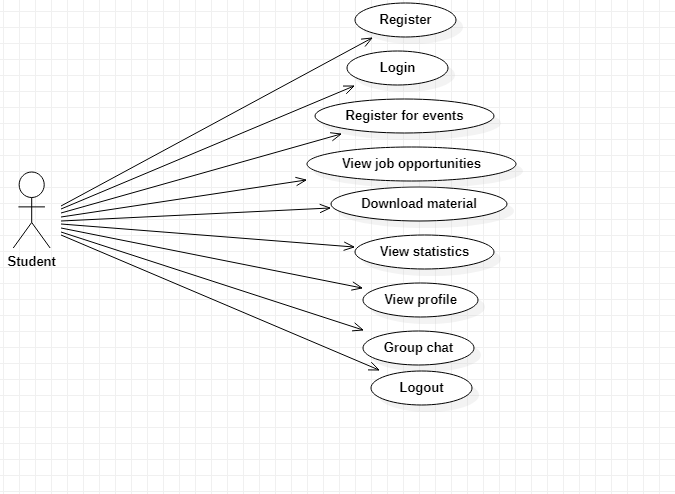 Register
Login
Register for events
View job opportunities
Download material
View statistics
View profile
Group chat
Logout
Student